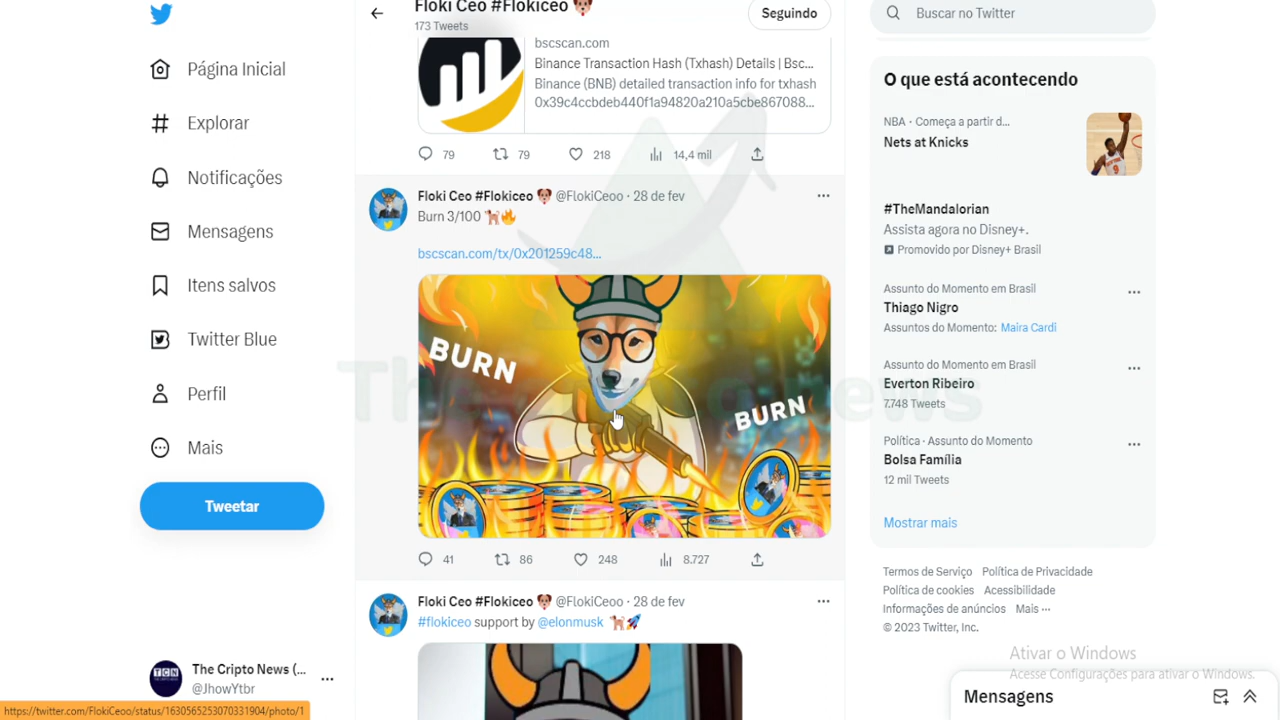 Página Inicial
Explorar
Notificações
Mensagens
Itens salvos
Twitter Blue
Perfil
Mais
Tweetar
The Cripto News (...
@JhowYtbr
https://twitter.com/FlokiCeoo/status/1630565253070331904/photo/1
Floki Ceo #Flokiceo
173 Tweets
Seguindo
bscscan.com
Binance Transaction Hash (Txhash) Details | Bsc...
Binance (BNB) detailed transaction info for txhash
0x39c4ccbdeb440f1a94820a210a5cbe867088...
79 79 218 14,4 mil
Floki Ceo #Flokiceo @FlokiCeoo · 28 de fev
Burn 3/100
bscscan.com/tx/0x201259c48...
BURN
BURN
41 86 248 8.727
Floki Ceo #Flokiceo @FlokiCeoo · 28 de fev
#flokiceo support by @elonmusk
Buscar no Twitter
O que está acontecendo
NBA · Começa a partir d...
Nets at Knicks
#TheMandalorian
Assista agora no Disney+.
Promovido por Disney+ Brasil
Assunto do Momento em Brasil
Thiago Nigro
Assuntos do Momento: Maira Cardi
Assunto do Momento em Brasil
Everton Ribeiro
7.748 Tweets
Política · Assunto do Momento
Bolsa Família
12 mil Tweets
Mostrar mais
Termos de Serviço Política de Privacidade
Política de cookies Acessibilidade
Informações de anúncios Mais ···
© 2023 Twitter, Inc.
Ativar o Windows
Acesse Configurações para ativar o Windows.
Mensagens
TCN